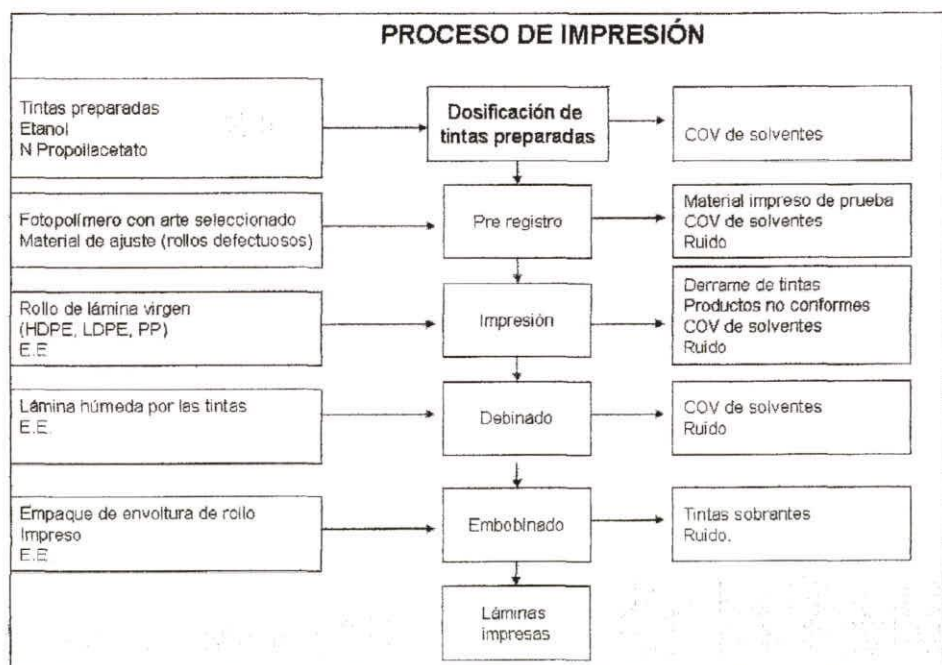 PROCESO DE IMPRESIÓN
Tintas preparadas
Etanol
N Propollacetato
Dosificación de
tintas preparadas
COV de solventes
Fotopolímero con arte seleccionado
Material de ajuste (rollos defectuosos)
Pre registro
Material impreso de prueba
COV de solventes
Ruido
Rollo de lámina virgen
(HDPE, LDPE, PP)
E.E
Impresión
Derrame de tintas
Productos no conformes
COV de solventes
Ruido
Lámina húmeda por las tintas
E.E.
Debinado
COV de solventes
Ruido
Empaque de envoltura de rollo
Impreso
E.E
Embobinado
Tintas sobrantes
Ruido.
Láminas
impresas